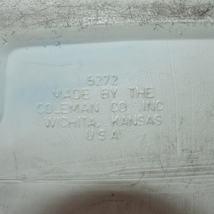 5272
MADE BY THE
COLEMAN CO INC
WICHITA, KANSAS
U.S.A.